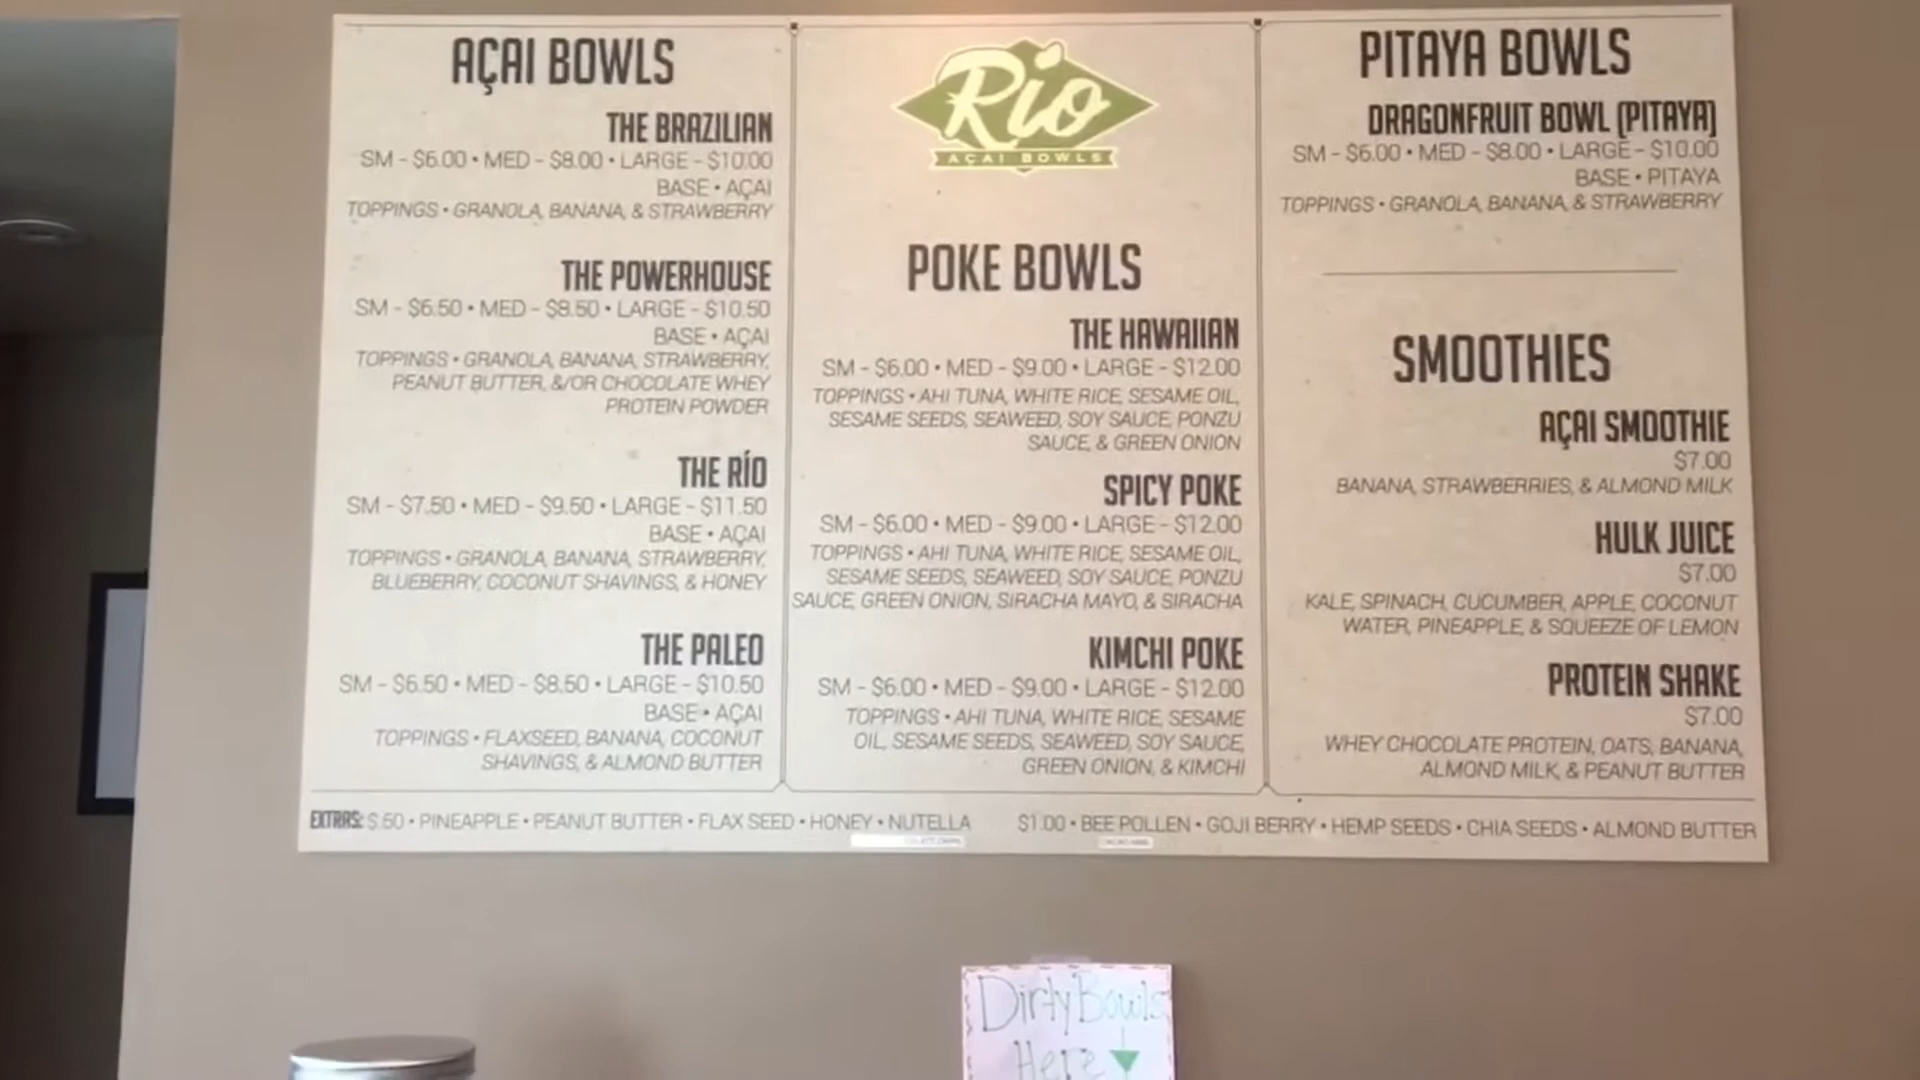 AÇAI BOWLS
THE BRAZILIAN
SM - $6.00 • MED - $8.00 • LARGE - $10.00
BASE • AÇAI
TOPPINGS • GRANOLA, BANANA, & STRAWBERRY
THE POWERHOUSE
SM - $6.50 • MED - $8.50 • LARGE - $10.50
BASE • AÇAI
TOPPINGS • GRANOLA, BANANA, STRAWBERRY,
PEANUT BUTTER, &/OR CHOCOLATE WHEY
PROTEIN POWDER
THE RÍO
SM - $7.50 • MED - $9.50 • LARGE - $11.50
BASE • AÇAI
TOPPINGS • GRANOLA, BANANA, STRAWBERRY,
BLUEBERRY, COCONUT SHAVINGS, & HONEY
THE PALEO
SM - $6.50 • MED - $8.50 • LARGE - $10.50
BASE • AÇAI
TOPPINGS • FLAXSEED, BANANA, COCONUT
SHAVINGS, & ALMOND BUTTER
Río
AÇAI BOWLS
POKE BOWLS
THE HAWAIIAN
SM - $6.00 • MED - $9.00 • LARGE - $12.00
TOPPINGS • AHI TUNA, WHITE RICE, SESAME OIL,
SESAME SEEDS, SEAWEED, SOY SAUCE, PONZU
SAUCE, & GREEN ONION
SPICY POKE
SM - $6.00 • MED - $9.00 • LARGE - $12.00
TOPPINGS • AHI TUNA, WHITE RICE, SESAME OIL,
SESAME SEEDS, SEAWEED, SOY SAUCE, PONZU
SAUCE, GREEN ONION, SIRACHA MAYO, & SIRACHA
KIMCHI POKE
SM - $6.00 • MED - $9.00 • LARGE - $12.00
TOPPINGS • AHI TUNA, WHITE RICE, SESAME
OIL, SESAME SEEDS, SEAWEED, SOY SAUCE,
GREEN ONION, & KIMCHI
PITAYA BOWLS
DRAGONFRUIT BOWL (PITAYA)
SM - $6.00 • MED - $8.00 • LARGE - $10.00
BASE • PITAYA
TOPPINGS • GRANOLA, BANANA, & STRAWBERRY
SMOOTHIES
AÇAI SMOOTHIE
$7.00
BANANA, STRAWBERRIES, & ALMOND MILK
HULK JUICE
$7.00
KALE, SPINACH, CUCUMBER, APPLE, COCONUT
WATER, PINEAPPLE, & SQUEEZE OF LEMON
PROTEIN SHAKE
$7.00
WHEY CHOCOLATE PROTEIN, OATS, BANANA,
ALMOND MILK, & PEANUT BUTTER
EXTRAS: $.50 • PINEAPPLE • PEANUT BUTTER • FLAX SEED • HONEY • NUTELLA $1.00 • BEE POLLEN • GOJI BERRY • HEMP SEEDS • CHIA SEEDS • ALMOND BUTTER
Dirty Bowls
Here